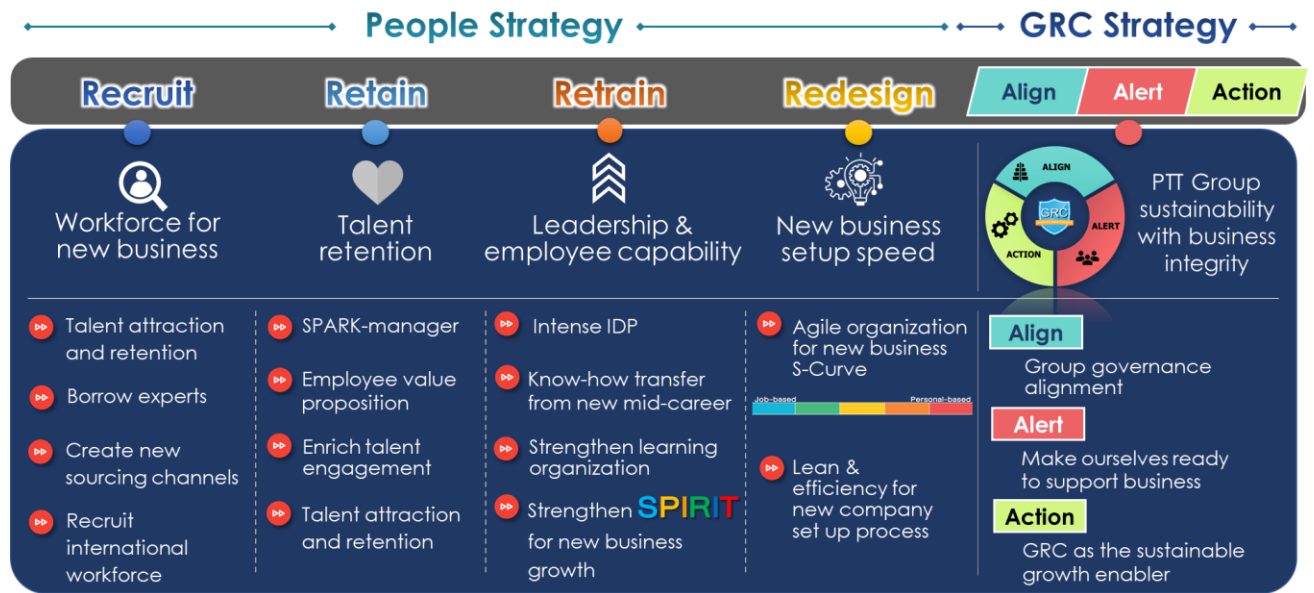 People Strategy
GRC Strategy
Recruit
Retain
Retrain
Redesign
Align
Alert
Action
Workforce for
new business
Talent
retention
Leadership &
employee capability
New business
setup speed
ALIGN
GRC
ALERT
ACTION
PTT Group
sustainability
with business
integrity
Talent attraction
and retention
Borrow experts
Create new
sourcing channels
Recruit
international
workforce
SPARK-manager
Employee value
proposition
Enrich talent
engagement
Talent attraction
and retention
Intense IDP
Know-how transfer
from new mid-career
Strengthen learning
organization
Strengthen SPIRIT
for new business
growth
Agile organization
for new business
S-Curve
Job-based
Personal-based
Lean &
efficiency for
new company
set up process
Align
Group governance
alignment
Alert
Make ourselves ready
to support business
Action
GRC as the sustainable
growth enabler